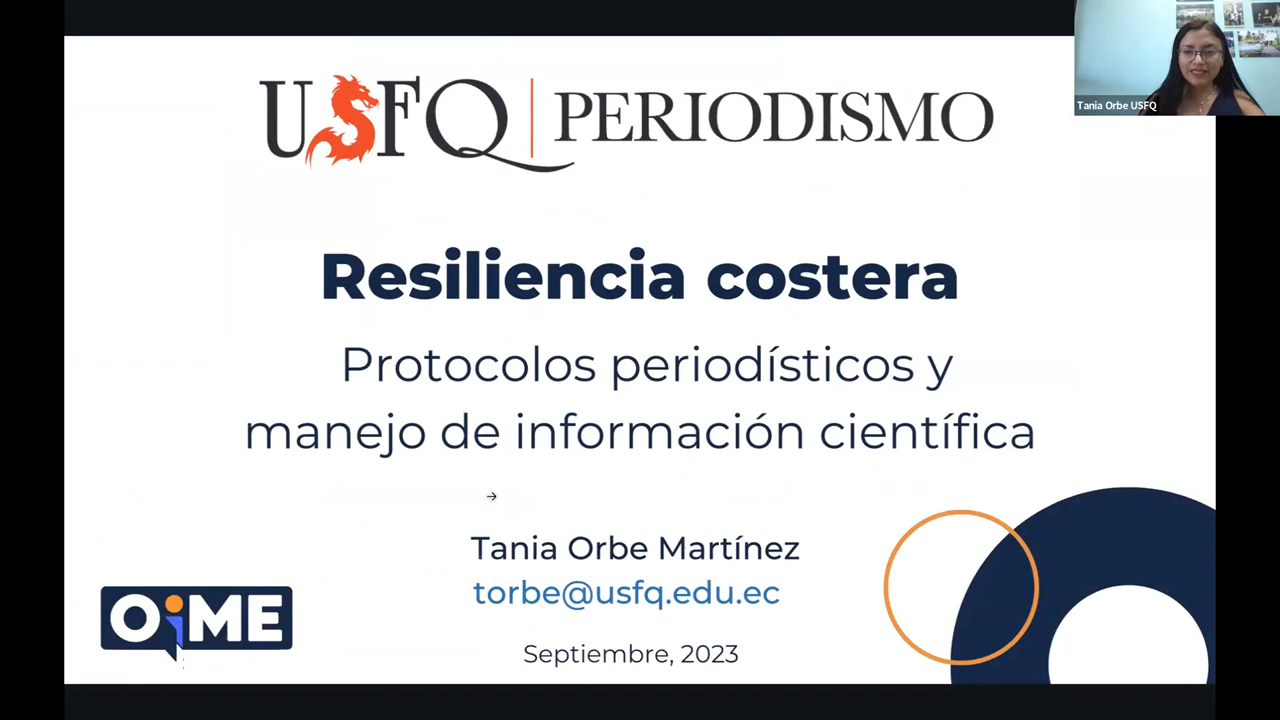 USFQ | PERIODISMO
Tania Orbe USFQ
Resiliencia costera
Protocolos periodísticos y
manejo de información científica
Tania Orbe Martínez
torbe@usfq.edu.ec
OiME
Septiembre, 2023